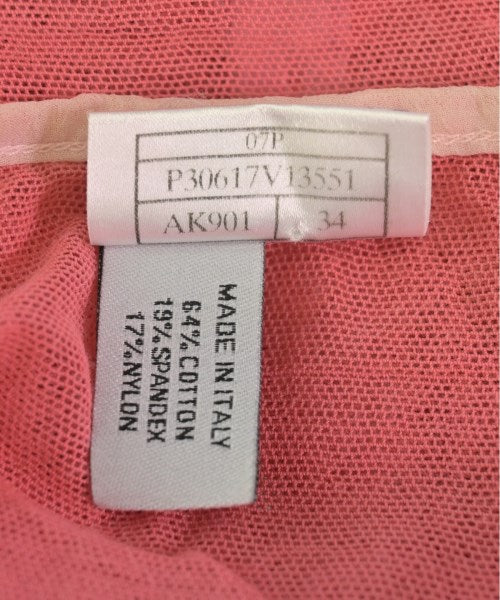 07P
P30617V13551
AK901 34
MADE IN ITALY
64%COTTON
19%SPANDEX
17%NYLON